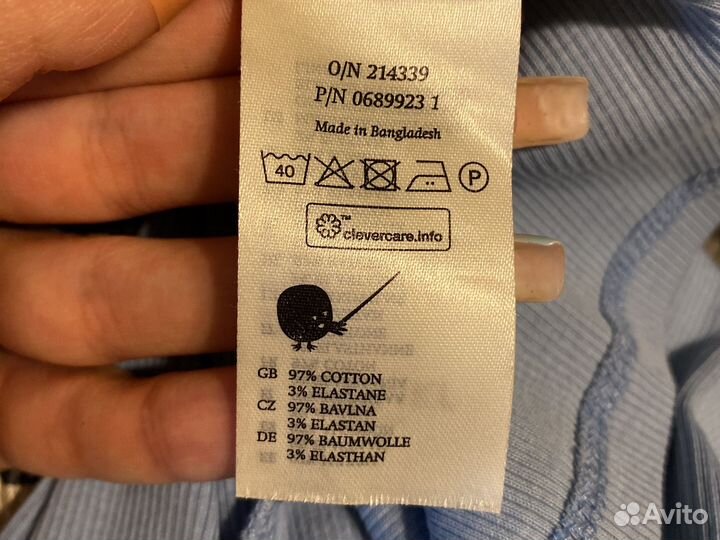 O/N 214339
P/N 0689923 1
Made in Bangladesh
40 P
clevercare.info™
GB 97% COTTON
3% ELASTANE
CZ 97% BAVLNA
3% ELASTAN
DE 97% BAUMWOLLE
3% ELASTHAN
Avito